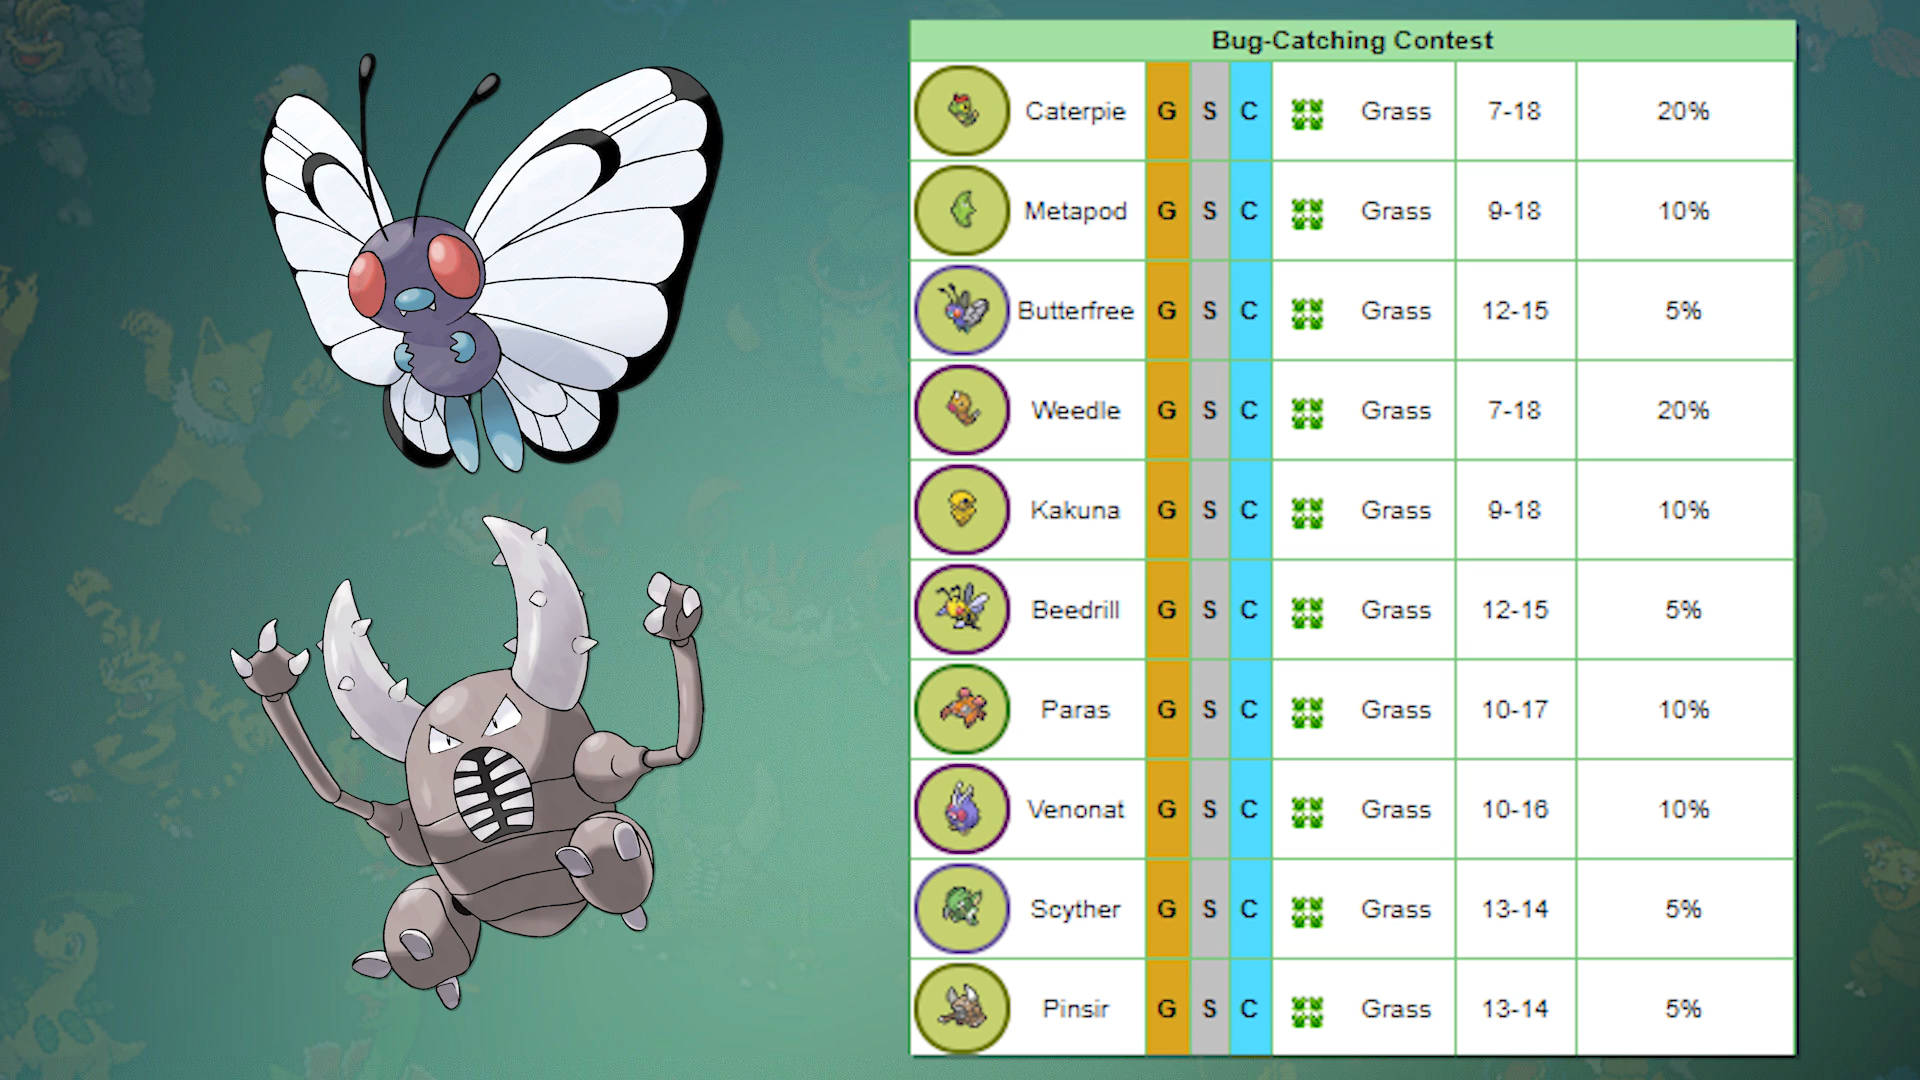 Bug-Catching Contest
Caterpie G S C Grass 7-18 20%
Metapod G S C Grass 9-18 10%
Butterfree G S C Grass 12-15 5%
Weedle G S C Grass 7-18 20%
Kakuna G S C Grass 9-18 10%
Beedrill G S C Grass 12-15 5%
Paras G S C Grass 10-17 10%
Venonat G S C Grass 10-16 10%
Scyther G S C Grass 13-14 5%
Pinsir G S C Grass 13-14 5%